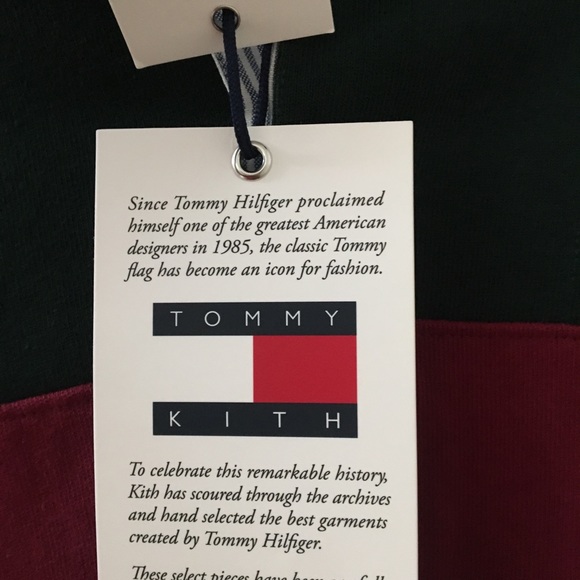 Since Tommy Hilfiger proclaimed
himself one of the greatest American
designers in 1985, the classic Tommy
flag has become an icon for fashion.
TOMMY
KITH
To celebrate this remarkable history,
Kith has scoured through the archives
and hand selected the best garments
created by Tommy Hilfiger.
These select pieces have been